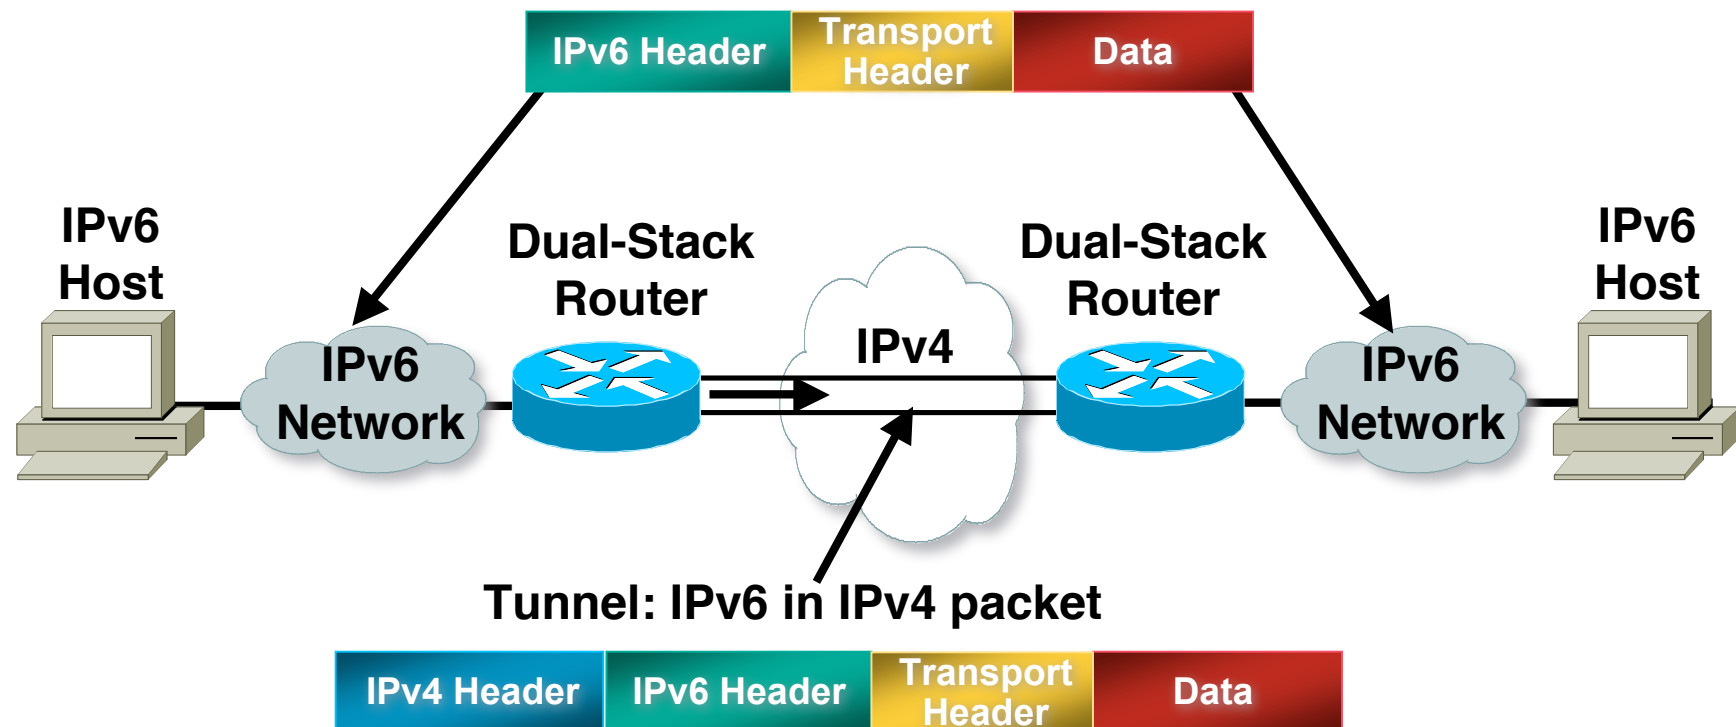 IPv6 Header
Transport
Header
Data
IPv6
Host
Dual-Stack
Router
Dual-Stack
Router
IPv6
Host
IPv6
Network
IPv4
IPv6
Network
Tunnel: IPv6 in IPv4 packet
IPv4 Header
IPv6 Header
Transport
Header
Data